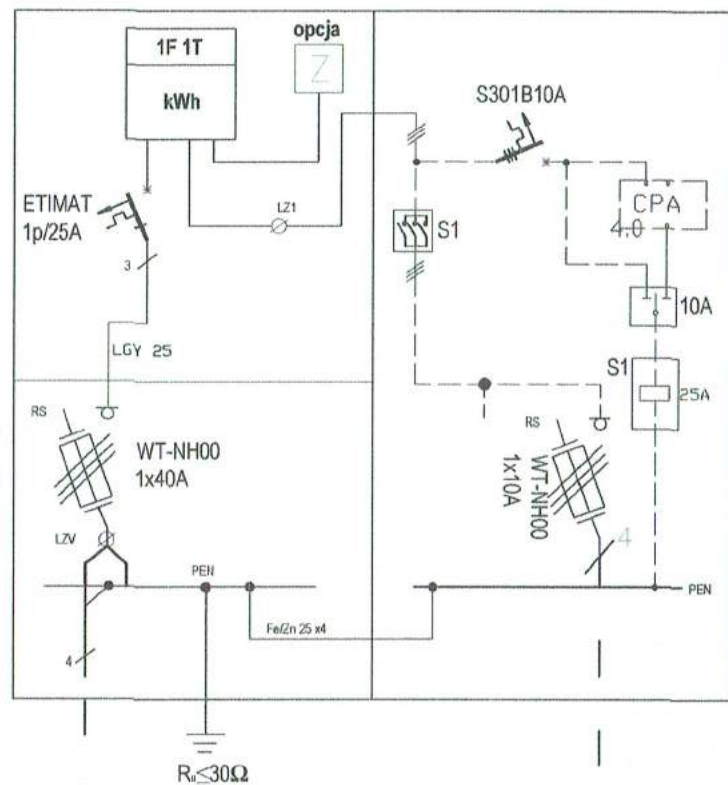 1F 1T
kWh
opcja
Z
S301B10A
ETIMAT
1p/25A
LZ1
S1
CPA
4.0
3
10A
LGY 25
S1
25A
RS
WT-NH00
1x40A
RS
WT-NH00
1x10A
LZV
4
PEN
PEN
Fe/Zn 25 x4
4
Ru≤30Ω